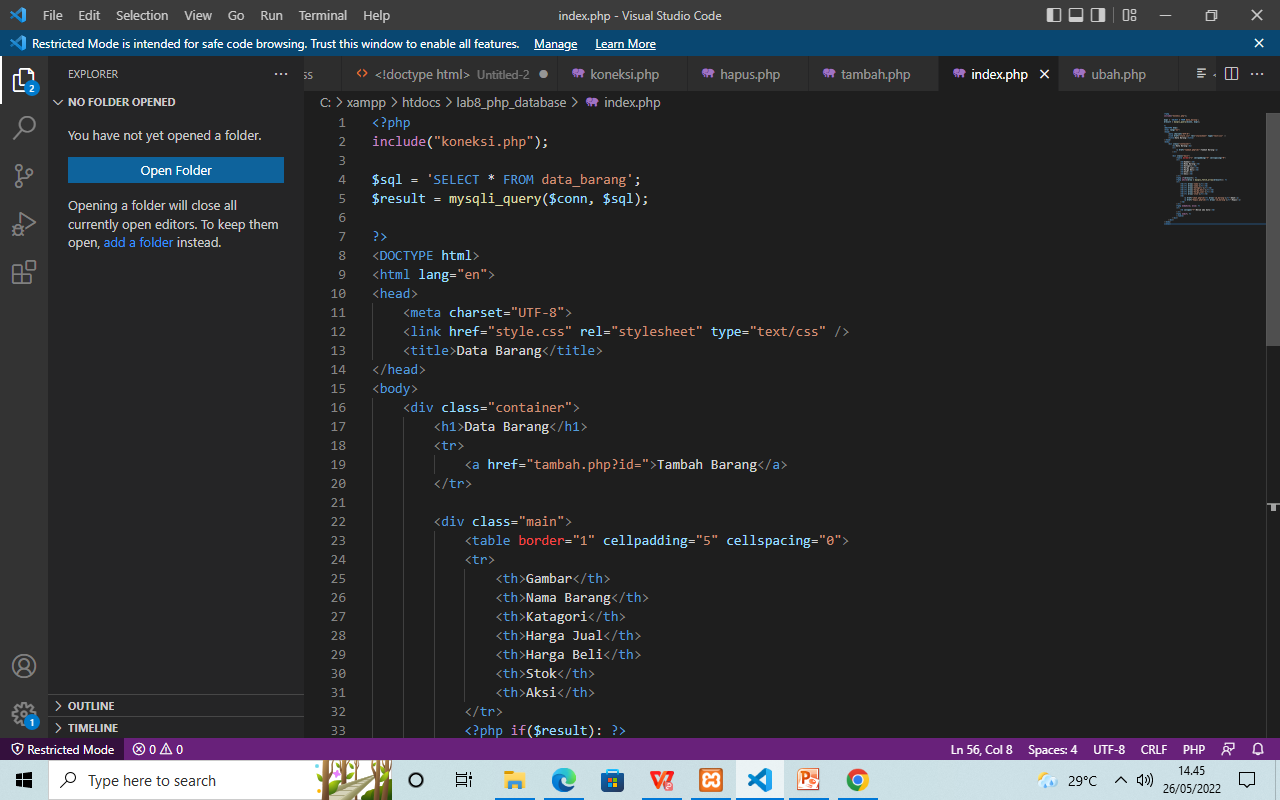 File Edit Selection View Go Run Terminal Help
index.php - Visual Studio Code
Restricted Mode is intended for safe code browsing. Trust this window to enable all features. Manage Learn More
2
EXPLORER
NO FOLDER OPENED
You have not yet opened a folder.
Open Folder
Opening a folder will close all
currently open editors. To keep them
open, add a folder instead.
OUTLINE
TIMELINE
1
ss
<!doctype html> Untitled-2
koneksi.php
hapus.php
tambah.php
index.php
ubah.php
C: > xampp > htdocs > lab8_php_database > index.php
1 <?php
2 include("koneksi.php");
3
4 $sql = 'SELECT * FROM data_barang';
5 $result = mysqli_query($conn, $sql);
6
7 ?>
8 <DOCTYPE html>
9 <html lang="en">
10 <head>
11 <meta charset="UTF-8">
12 <link href="style.css" rel="stylesheet" type="text/css" />
13 <title>Data Barang</title>
14 </head>
15 <body>
16 <div class="container">
17 <h1>Data Barang</h1>
18 <tr>
19 <a href="tambah.php?id=">Tambah Barang</a>
20 </tr>
21
22 <div class="main">
23 <table border="1" cellpadding="5" cellspacing="0">
24 <tr>
25 <th>Gambar</th>
26 <th>Nama Barang</th>
27 <th>Katagori</th>
28 <th>Harga Jual</th>
29 <th>Harga Beli</th>
30 <th>Stok</th>
31 <th>Aksi</th>
32 </tr>
33 <?php if($result): ?>
Restricted Mode 0 0
Ln 56, Col 8 Spaces: 4 UTF-8 CRLF PHP
Type here to search
29°C
14.45
26/05/2022